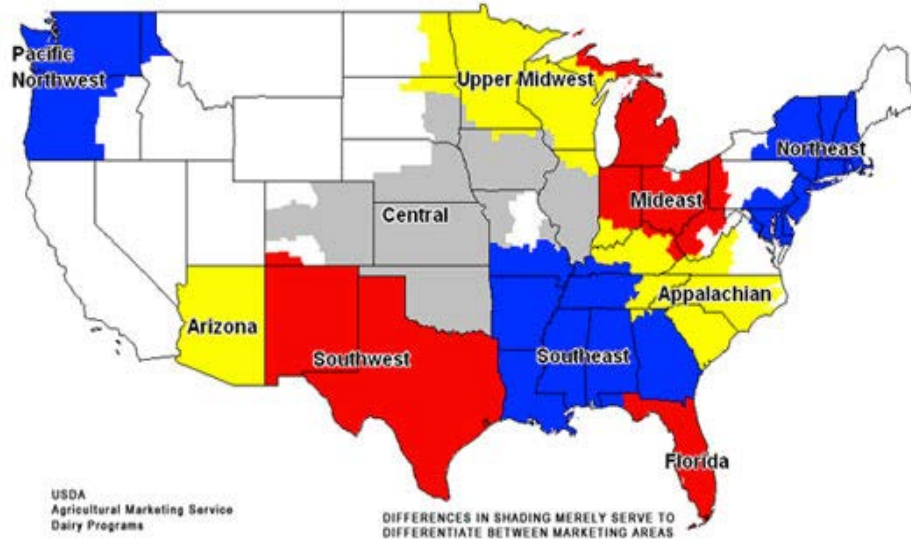 Pacific
Northwest
Upper Midwest
Northeast
Mideast
Central
Appalachian
Arizona
Southwest
Southeast
Florida
USDA
Agricultural Marketing Service
Dairy Programs
DIFFERENCES IN SHADING MERELY SERVE TO
DIFFERENTIATE BETWEEN MARKETING AREAS